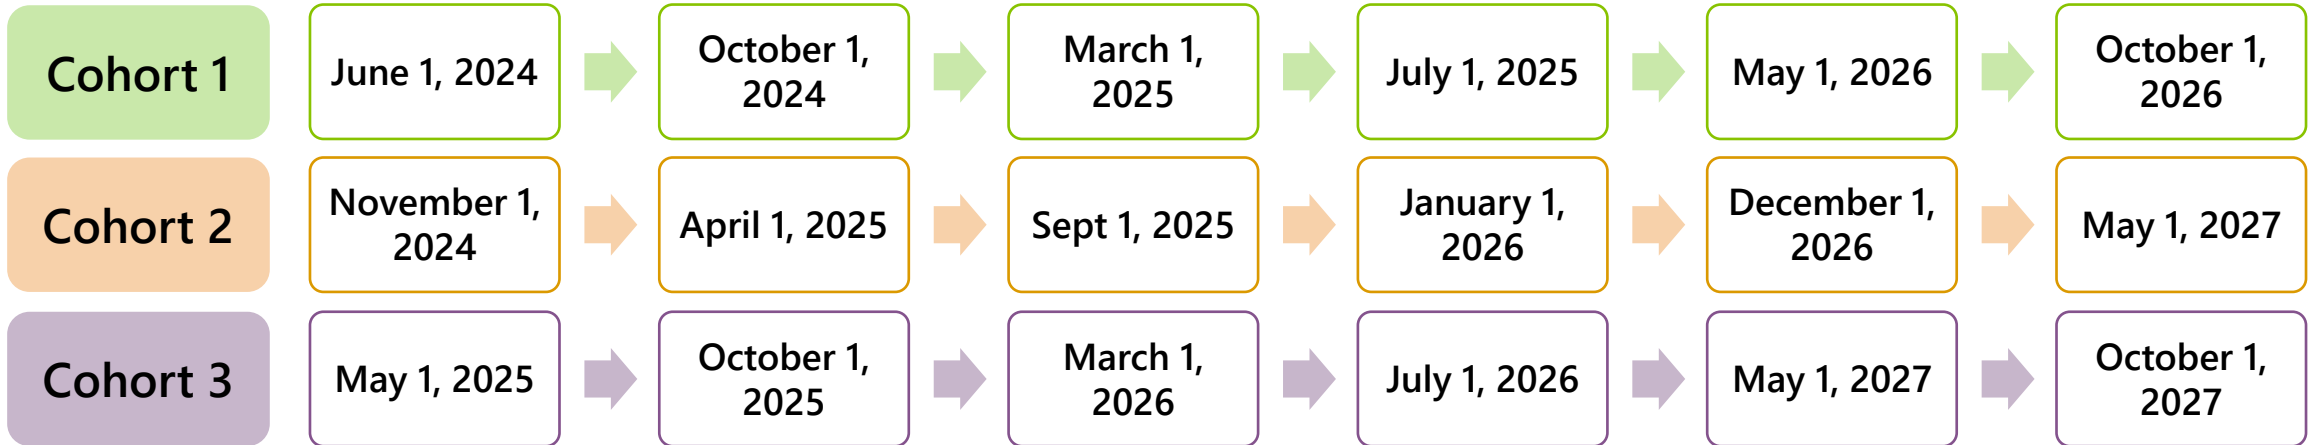 Cohort 1
June 1, 2024
October 1,
2024
March 1,
2025
July 1, 2025
May 1, 2026
October 1,
2026
Cohort 2
November 1,
2024
April 1, 2025
Sept 1, 2025
January 1,
2026
December 1,
2026
May 1, 2027
Cohort 3
May 1, 2025
October 1,
2025
March 1,
2026
July 1, 2026
May 1, 2027
October 1,
2027